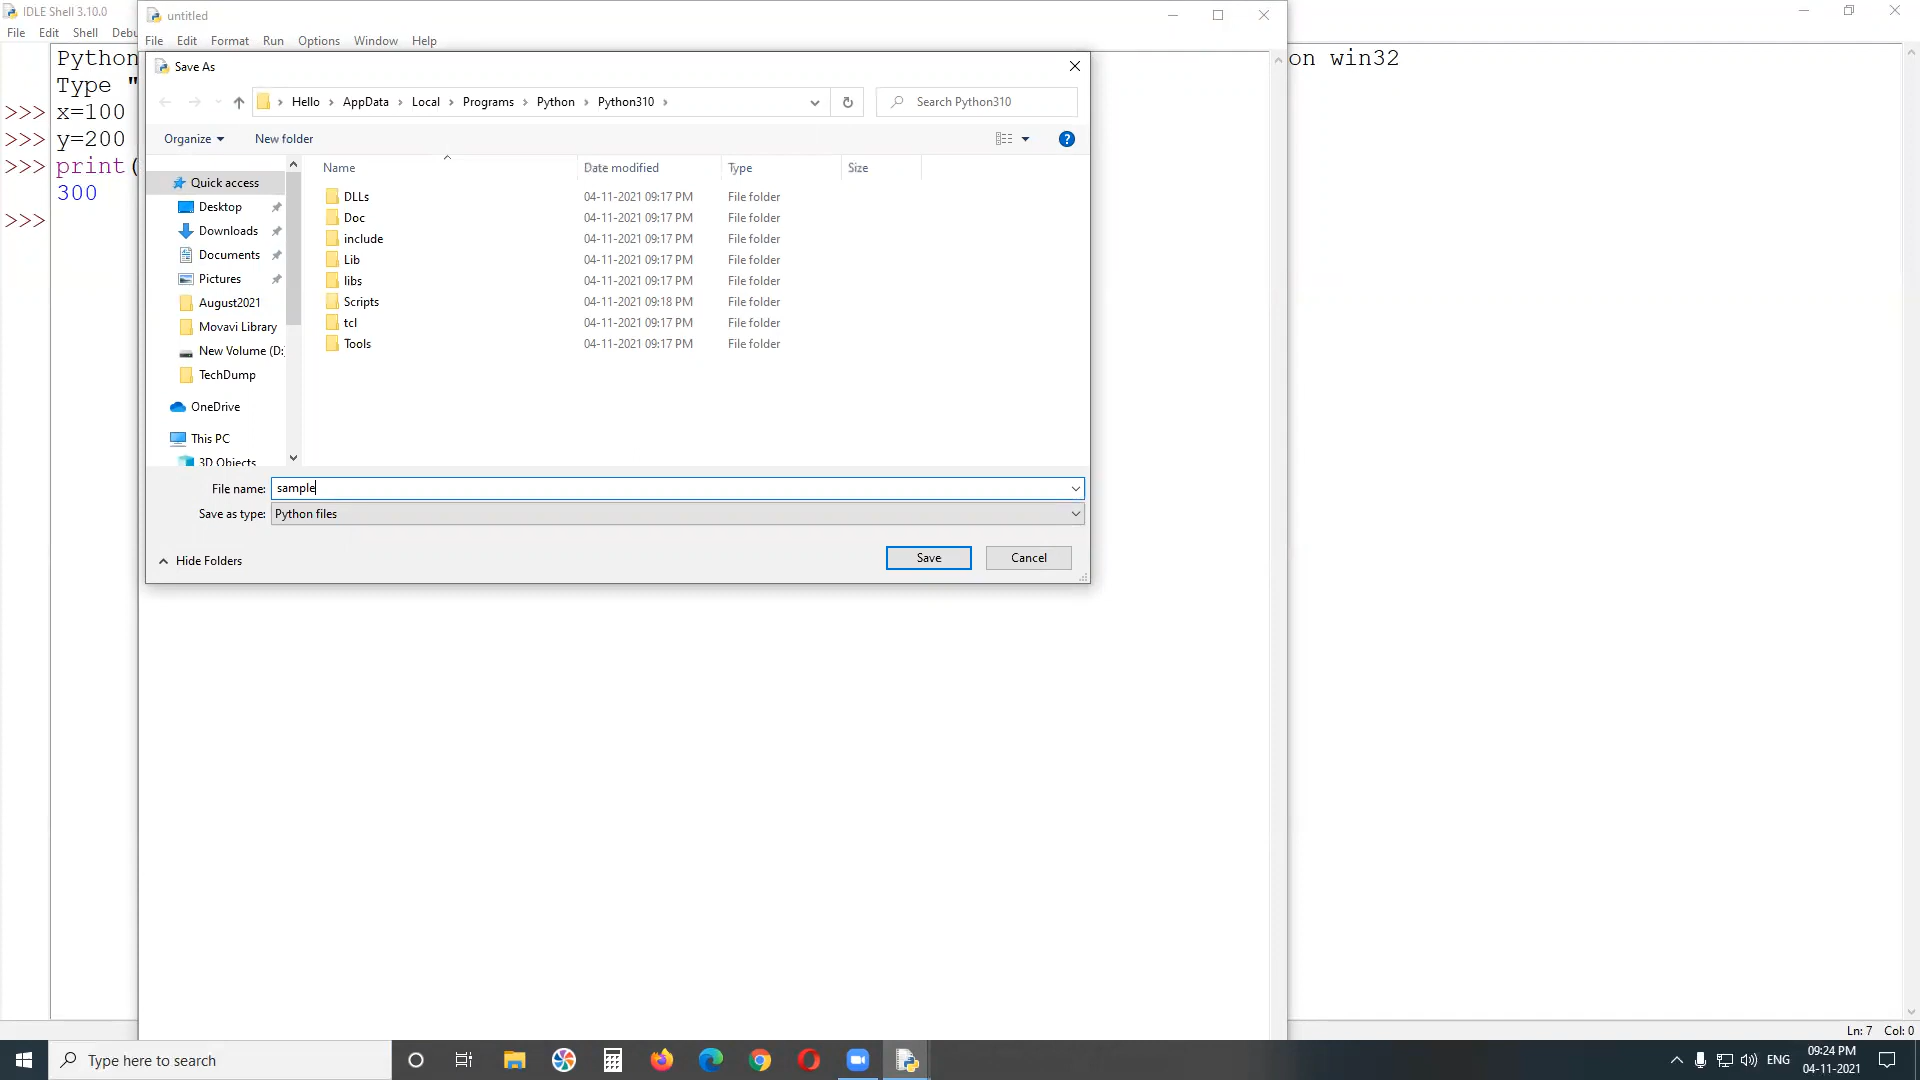 IDLE Shell 3.10.0
File Edit Shell Debu
untitled
File Edit Format Run Options Window Help
Python
on win32
Type "
>>> x=100
>>> y=200
>>> print(
300
>>>
Save As
Hello AppData Local Programs Python Python310
Search Python310
Organize New folder
Name Date modified Type Size
Quick access
Desktop
Downloads
Documents
Pictures
August2021
Movavi Library
New Volume (D:
TechDump
OneDrive
This PC
3D Objects
DLLs 04-11-2021 09:17 PM File folder
Doc 04-11-2021 09:17 PM File folder
include 04-11-2021 09:17 PM File folder
Lib 04-11-2021 09:17 PM File folder
libs 04-11-2021 09:17 PM File folder
Scripts 04-11-2021 09:18 PM File folder
tcl 04-11-2021 09:17 PM File folder
Tools 04-11-2021 09:17 PM File folder
File name: sample
Save as type: Python files
Hide Folders
Save Cancel
Ln: 7 Col: 0
Type here to search
ENG
09:24 PM
04-11-2021